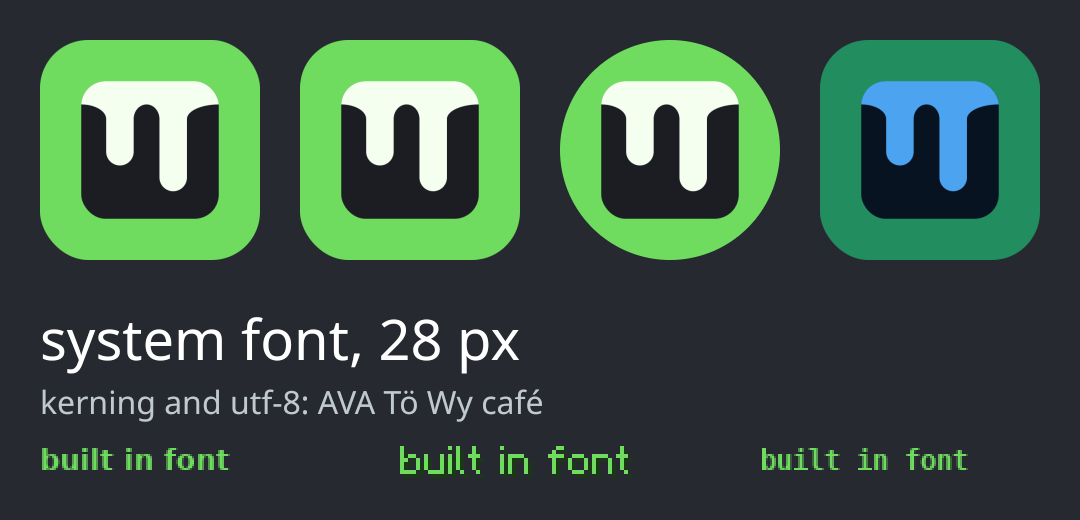 system font, 28 px
kerning and utf-8: AVA Tö Wy café
built in font built in font built in font